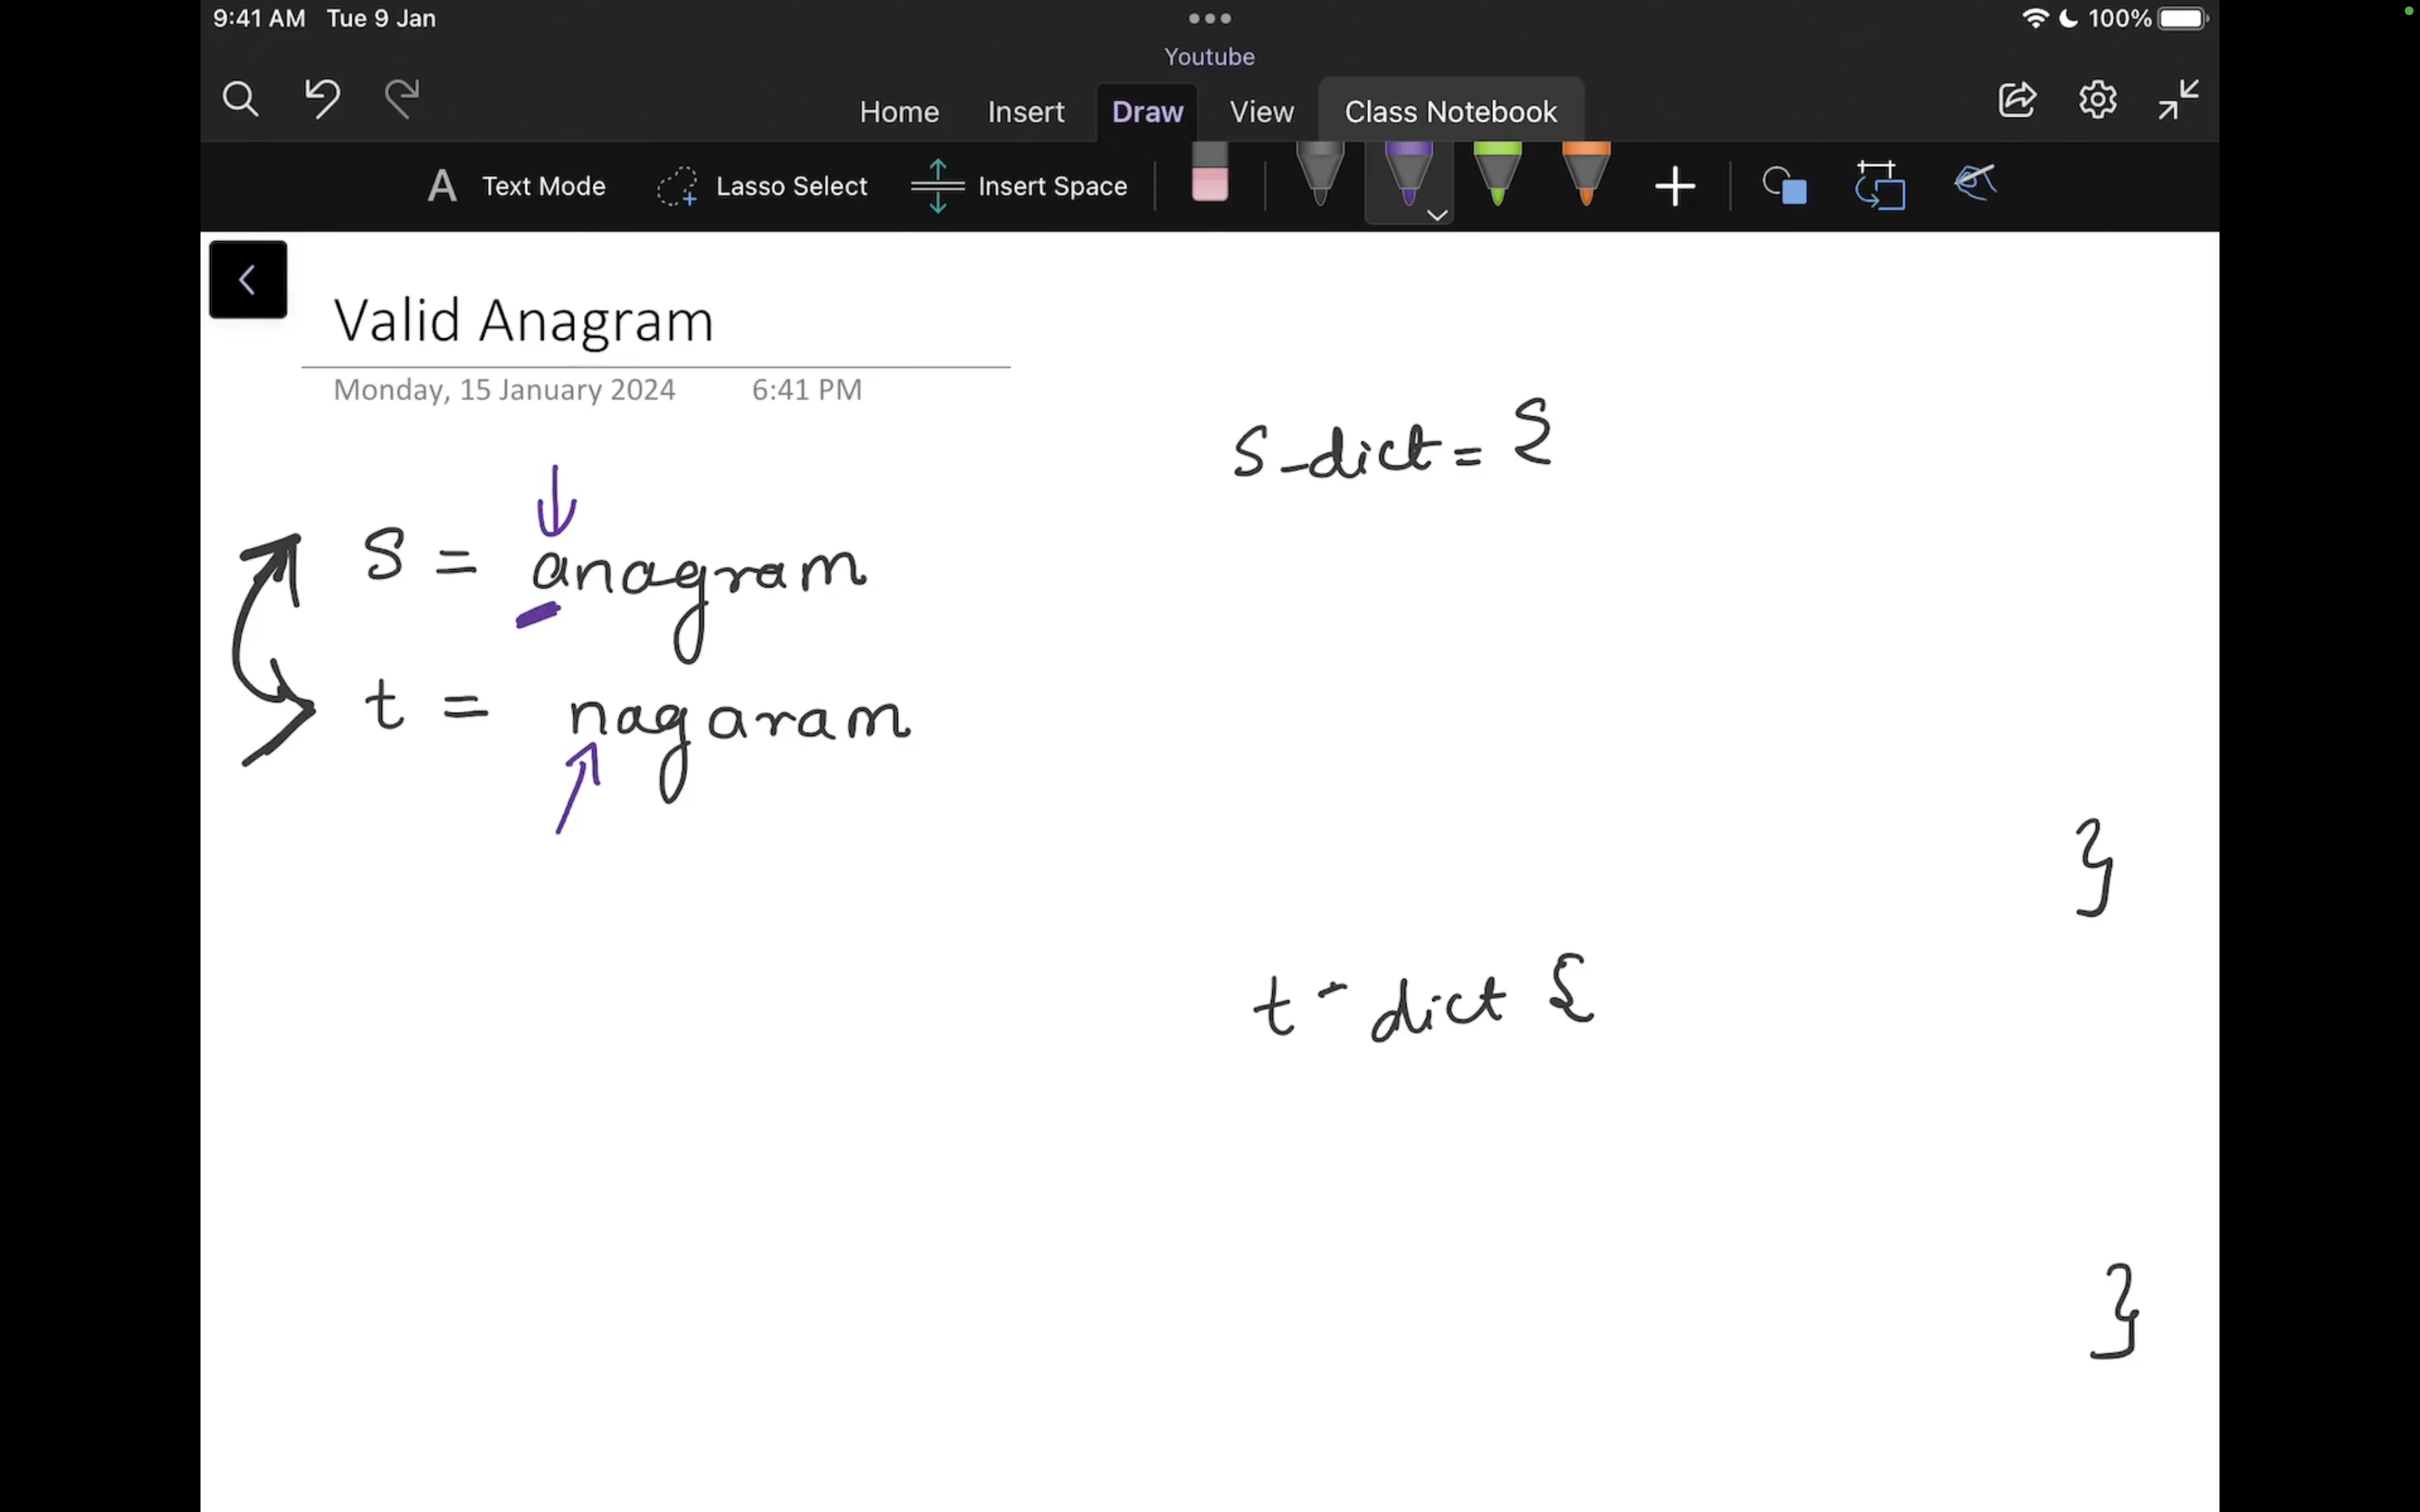 9:41 AM Tue 9 Jan
100%
Youtube
Home Insert Draw View Class Notebook
A Text Mode Lasso Select Insert Space
Valid Anagram
Monday, 15 January 2024 6:41 PM
s_dict = {
s = anagram
t = nagaram
}
t-dict {
}